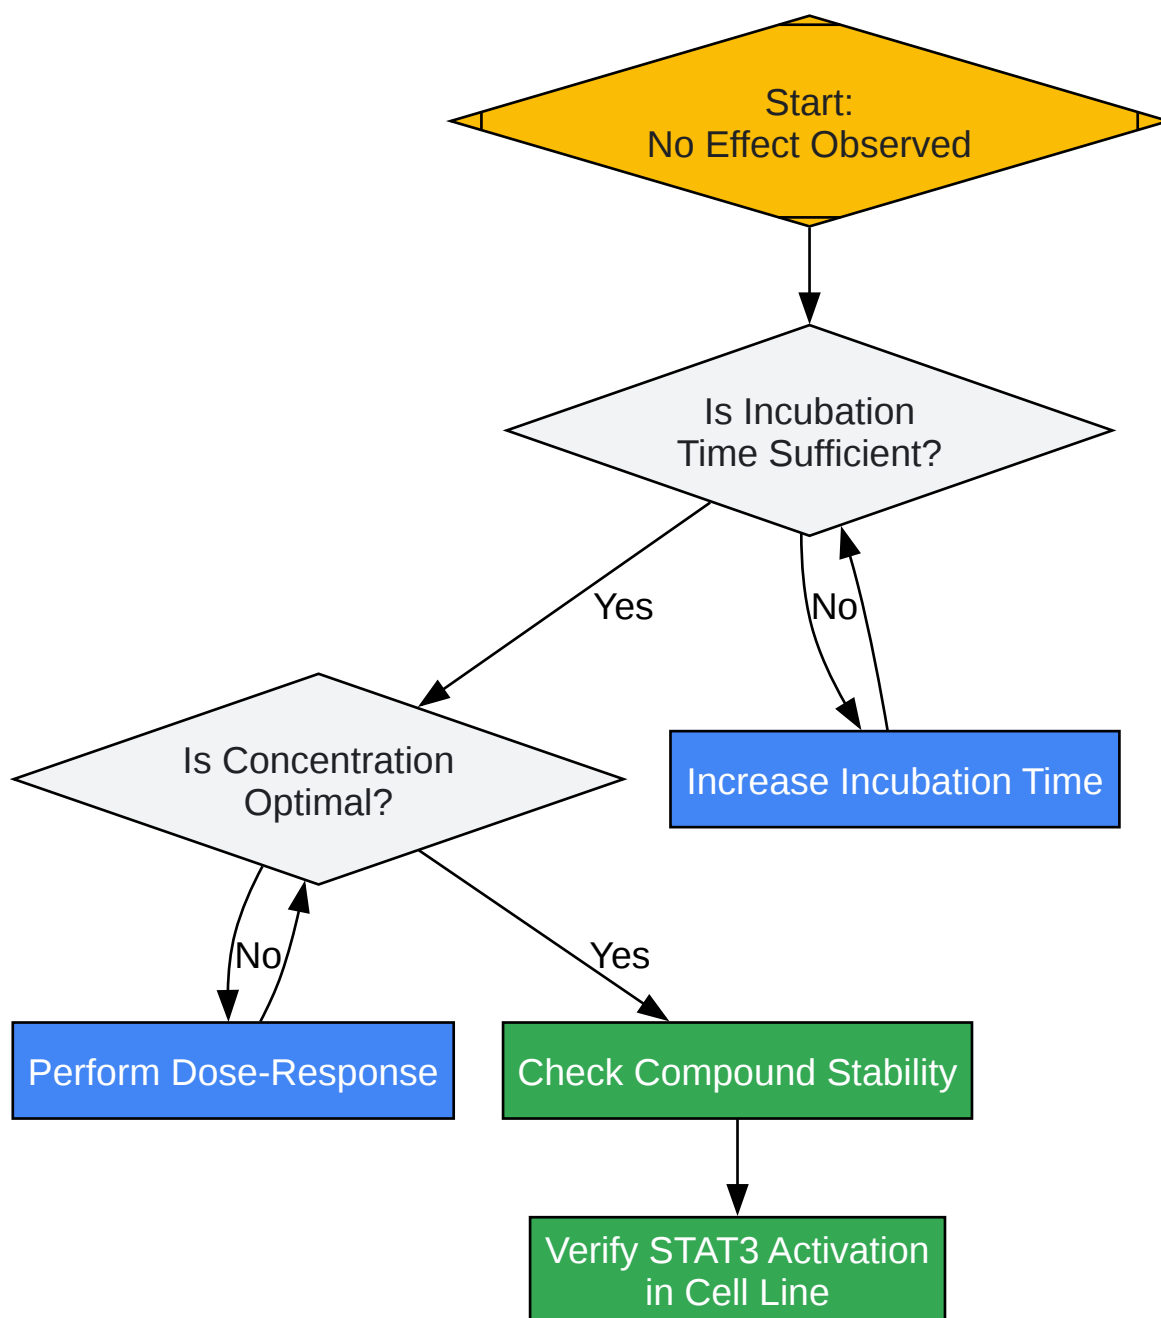 Start:
No Effect Observed
Is Incubation
Time Sufficient?
Yes
No
Is Concentration
Optimal?
Increase Incubation Time
No
Yes
Perform Dose-Response
Check Compound Stability
Verify STAT3 Activation
in Cell Line